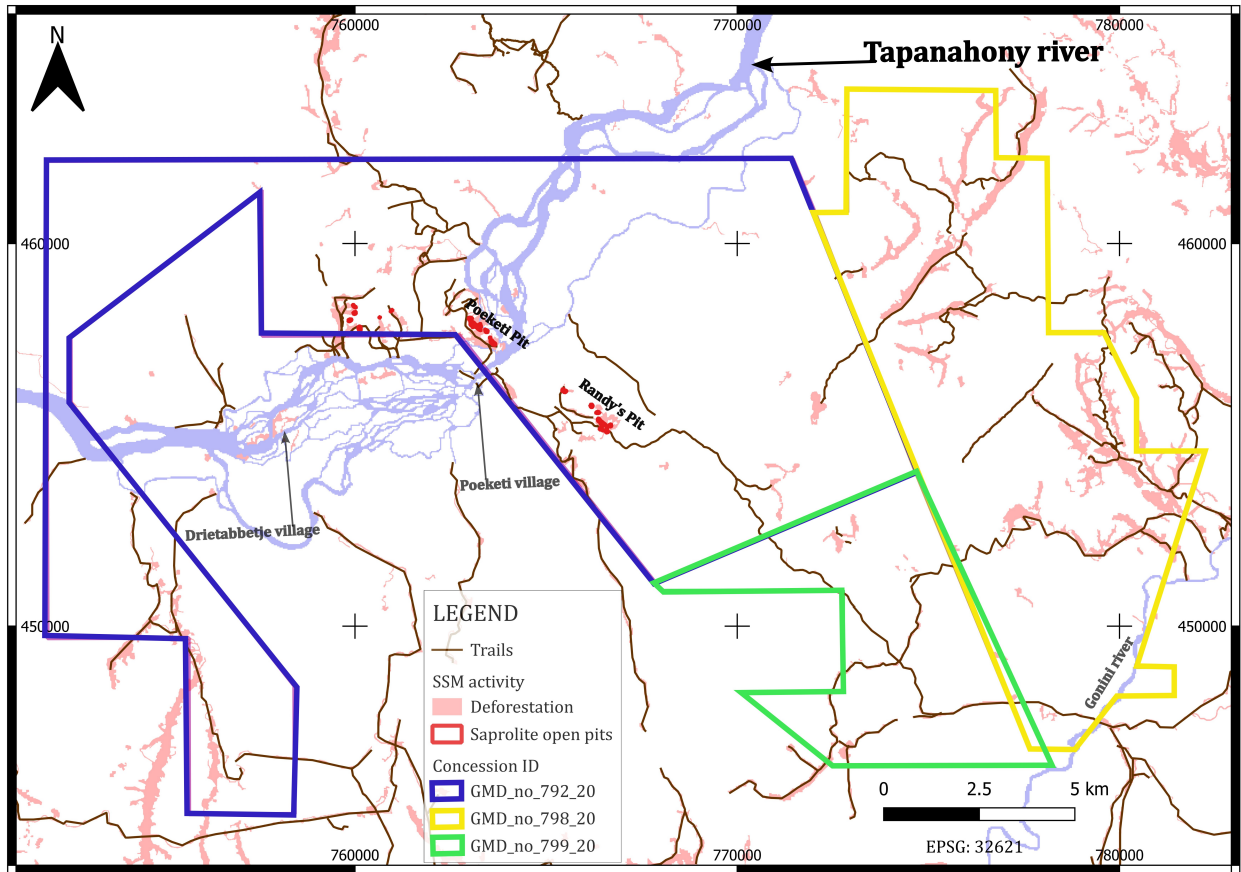 760000
770000
780000
N
Tapanahony river
460000
460000
Poeketi Pit
Randy's Pit
Poeketi village
Drietabbetje village
LEGEND
Trails
SSM activity
Deforestation
Saprolite open pits
Concession ID
GMD_no_792_20
GMD_no_798_20
GMD_no_799_20
450000
450000
Gonini river
0 2.5 5 km
EPSG: 32621
760000
770000
780000